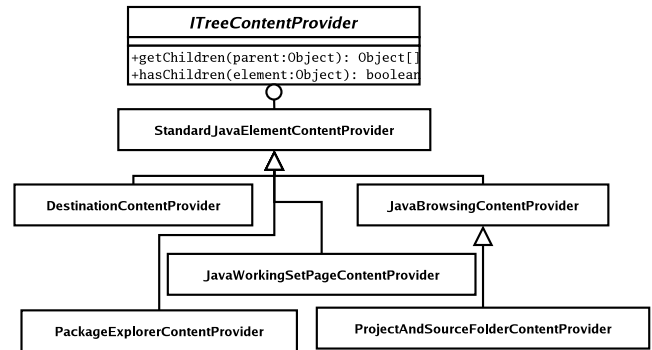 ITreeContentProvider
+getChildren(parent:Object): Object[]
+hasChildren(element:Object): boolean
StandardJavaElementContentProvider
DestinationContentProvider
JavaBrowsingContentProvider
JavaWorkingSetPageContentProvider
PackageExplorerContentProvider
ProjectAndSourceFolderContentProvider